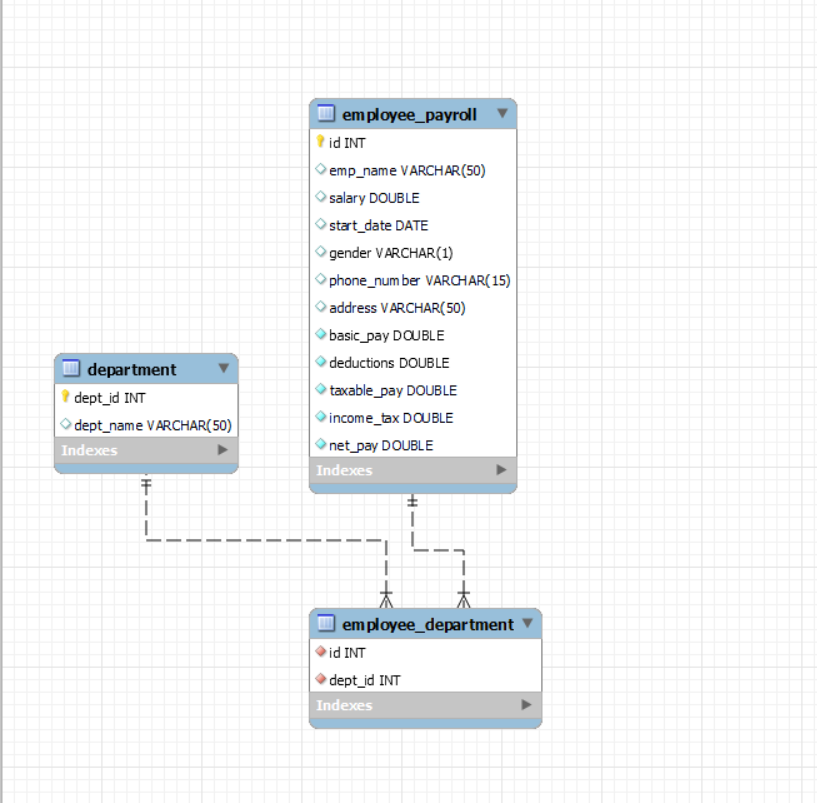 employee_payroll
id INT
emp_name VARCHAR(50)
salary DOUBLE
start_date DATE
gender VARCHAR(1)
phone_number VARCHAR(15)
address VARCHAR(50)
basic_pay DOUBLE
deductions DOUBLE
taxable_pay DOUBLE
income_tax DOUBLE
net_pay DOUBLE
Indexes
department
dept_id INT
dept_name VARCHAR(50)
Indexes
employee_department
id INT
dept_id INT
Indexes